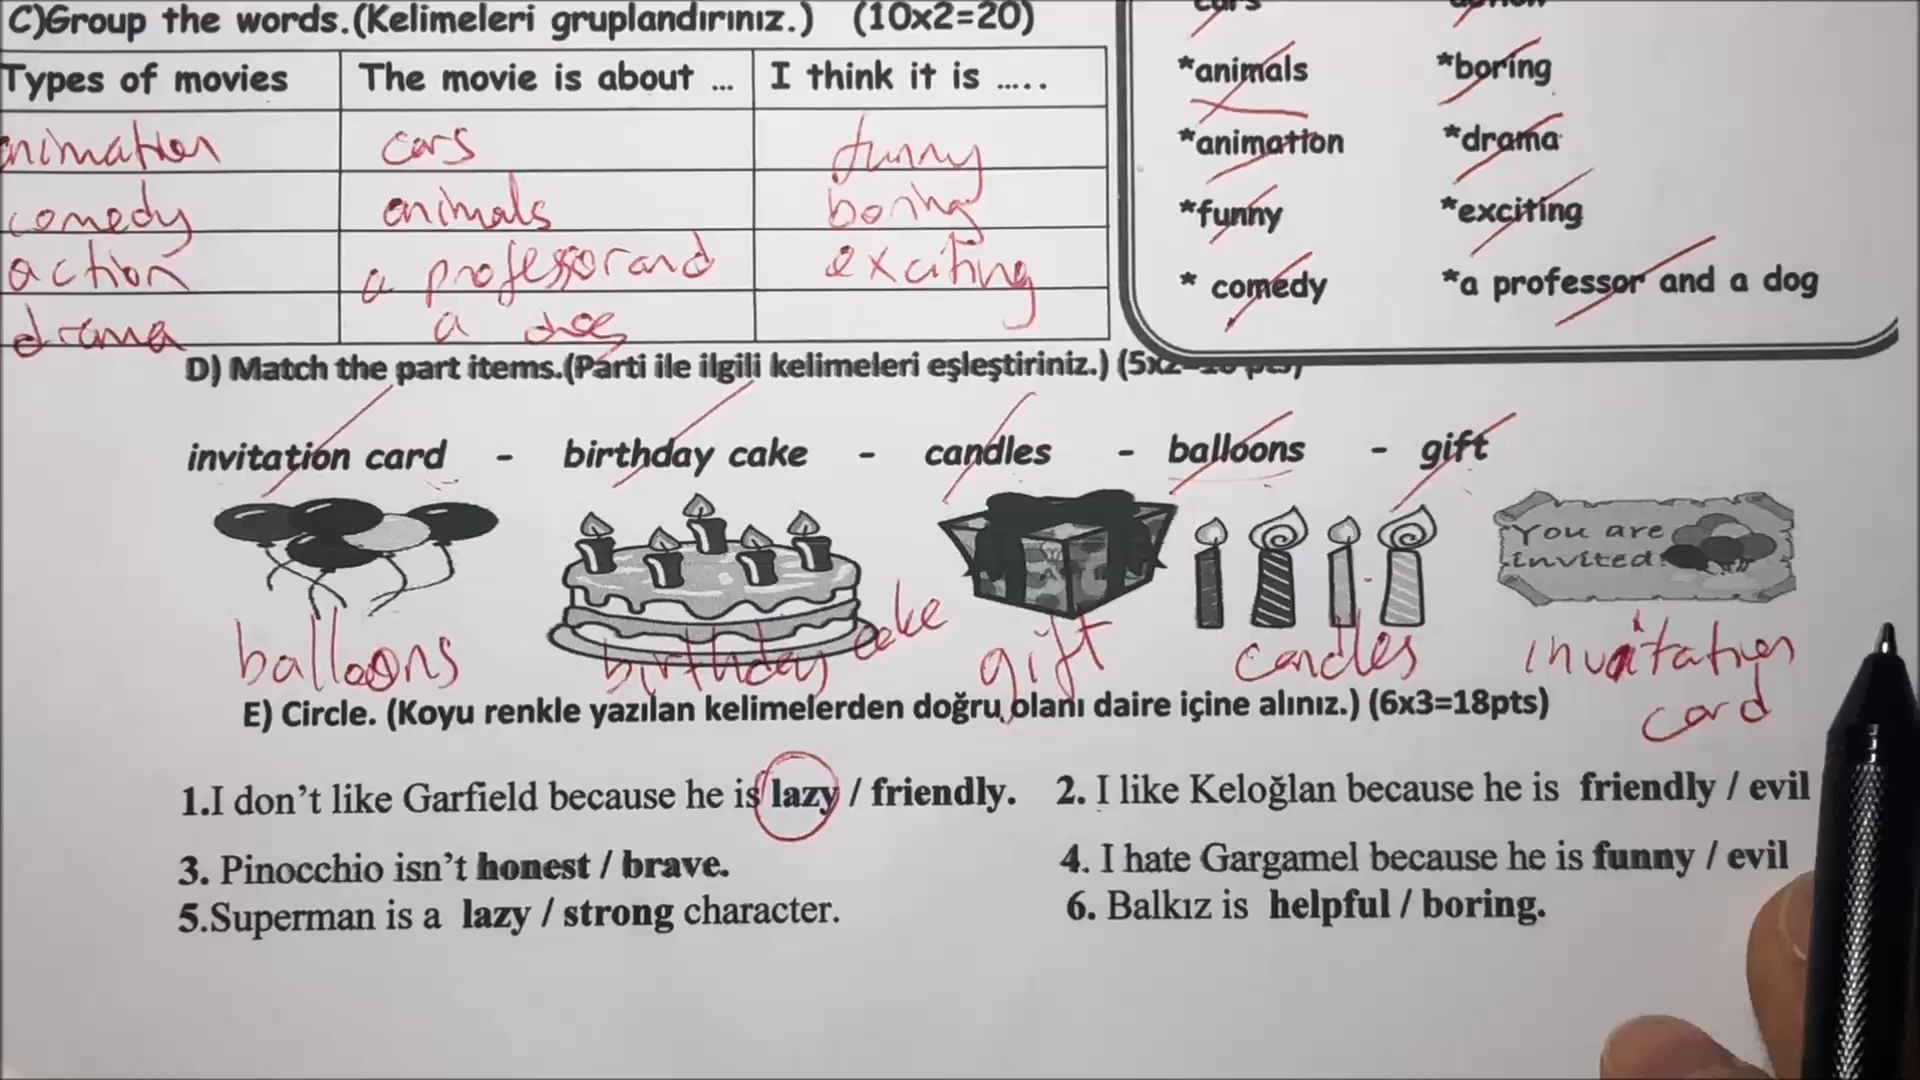 C)Group the words.(Kelimeleri gruplandırınız.) (10x2=20)
Types of movies The movie is about ... I think it is .....
animation cars funny
comedy animals boring
action a professor and exciting
drama a dog
cars
*animals *boring
*animation *drama
*funny *exciting
* comedy *a professor and a dog
D) Match the part items.(Parti ile ilgili kelimeleri eşleştiriniz.)
invitation card - birthday cake - candles - balloons - gift
You are
invited!
balloons birthday cake gift candles invitation
card
E) Circle. (Koyu renkle yazılan kelimelerden doğru olanı daire içine alınız.) (6x3=18pts)
1.I don't like Garfield because he is lazy / friendly. 2. I like Keloğlan because he is friendly / evil
3. Pinocchio isn't honest / brave. 4. I hate Gargamel because he is funny / evil
5.Superman is a lazy / strong character. 6. Balkız is helpful / boring.